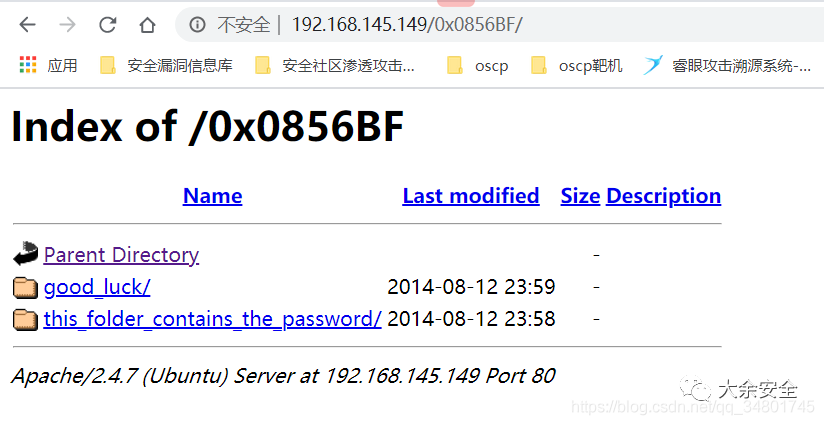 不安全 | 192.168.145.149/0x0856BF/
应用 安全漏洞信息库 安全社区渗透攻击... oscp oscp靶机 睿眼攻击溯源系统-...
Index of /0x0856BF
Name Last modified Size Description
Parent Directory -
good_luck/ 2014-08-12 23:59 -
this_folder_contains_the_password/ 2014-08-12 23:58 -
Apache/2.4.7 (Ubuntu) Server at 192.168.145.149 Port 80
大余安全
https://blog.csdn.net/qq_34801745